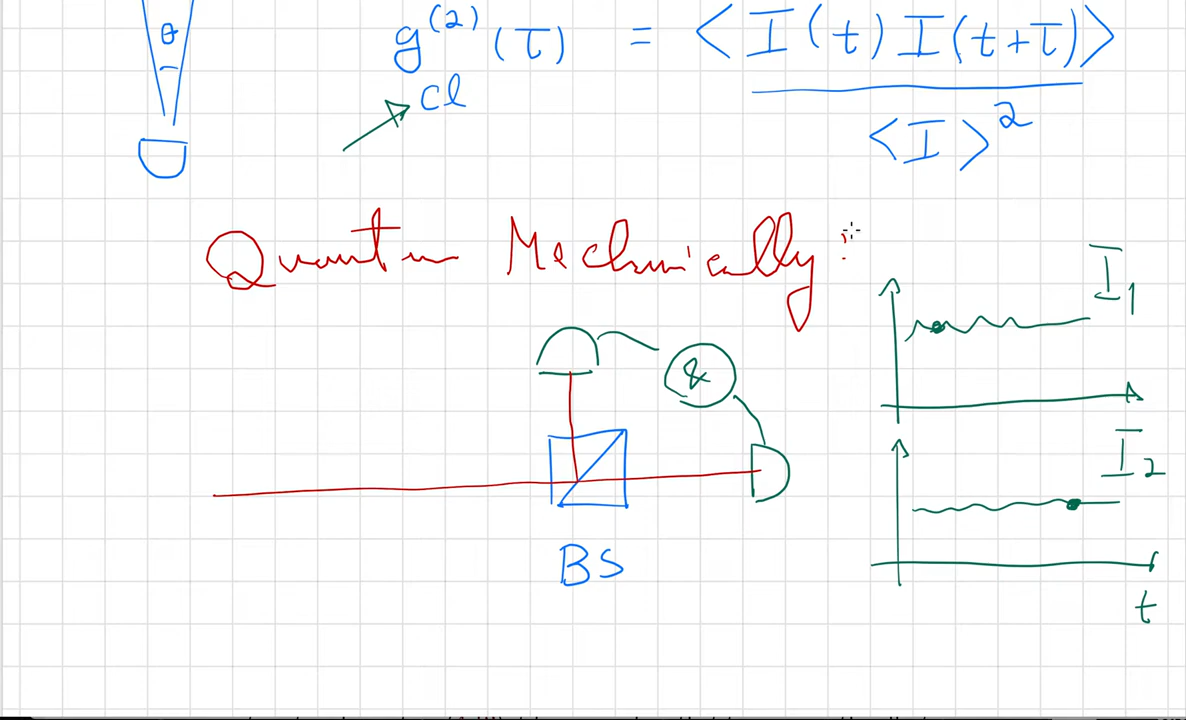 θ
g^(2)(τ) = <I(t) I(t+τ)>
cl
<I>^2
Quantum Mechanically :
I_1
&
I_2
BS
t